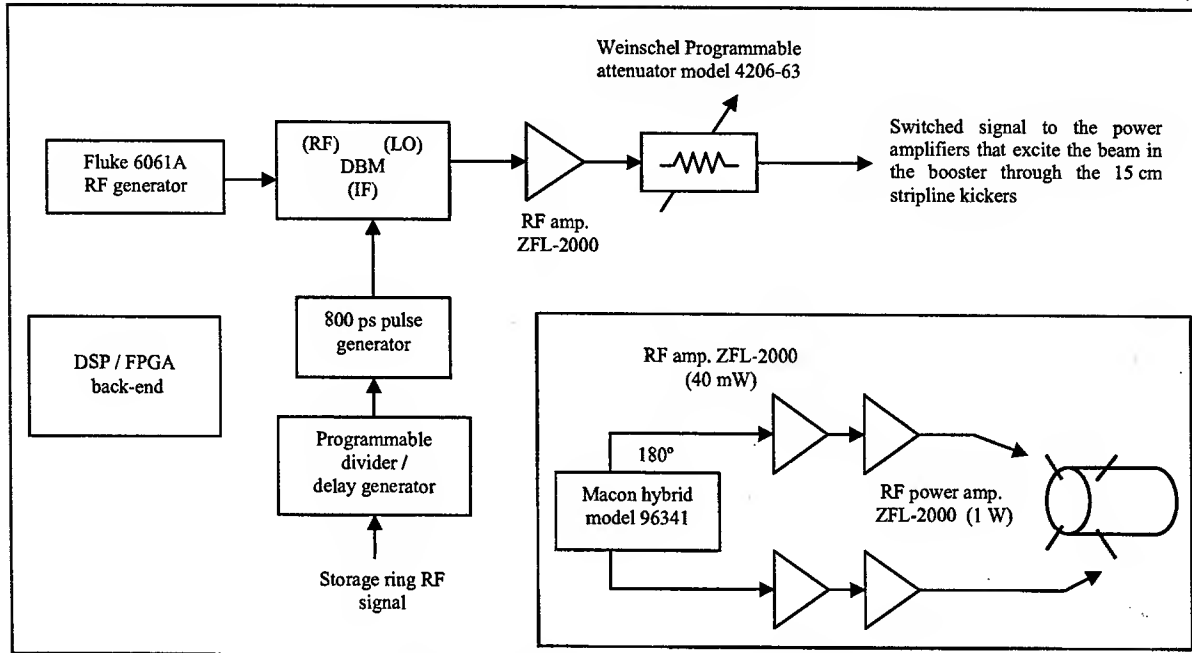 Weinschel Programmable
attenuator model 4206-63
Fluke 6061A
RF generator
(RF) (LO)
DBM
(IF)
RF amp.
ZFL-2000
Switched signal to the power
amplifiers that excite the beam in
the booster through the 15 cm
stripline kickers
800 ps pulse
generator
DSP / FPGA
back-end
Programmable
divider /
delay generator
Storage ring RF
signal
RF amp. ZFL-2000
(40 mW)
180º
Macon hybrid
model 96341
RF power amp.
ZFL-2000 (1 W)